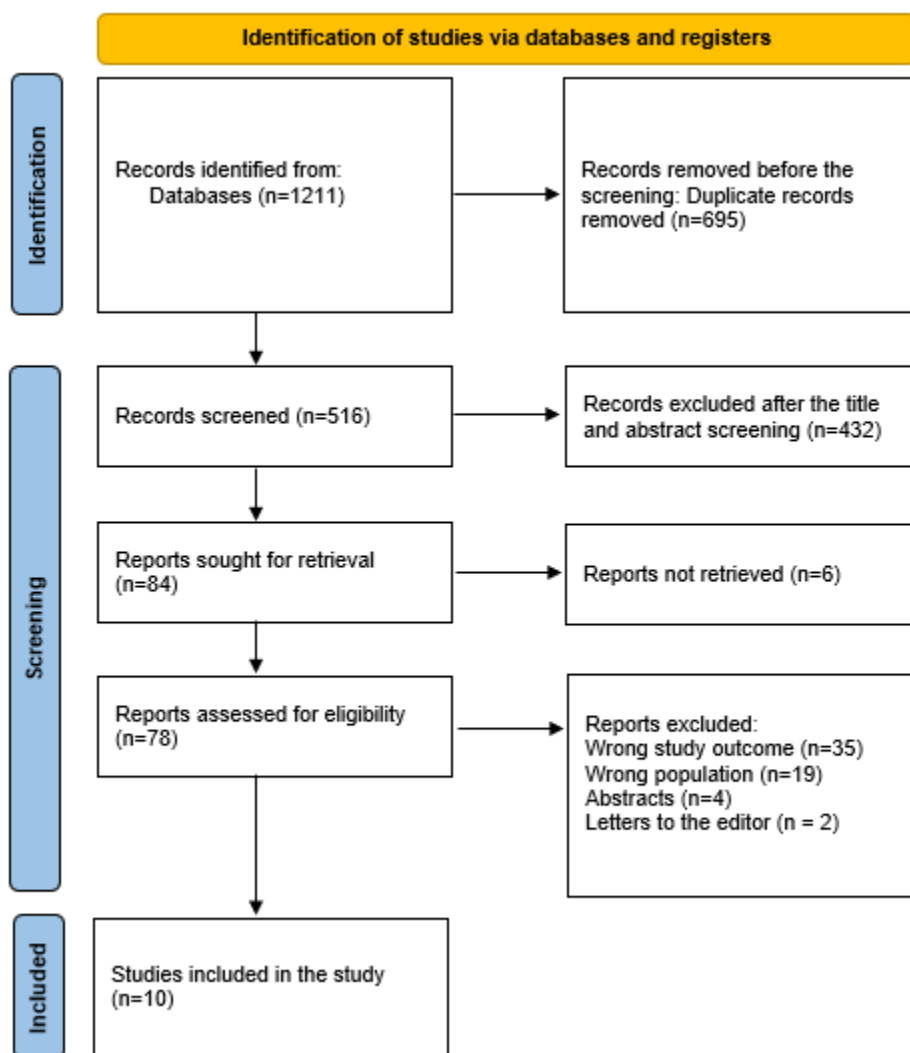 Identification of studies via databases and registers
Identification
Records identified from:
Databases (n=1211)
Records removed before the
screening: Duplicate records
removed (n=695)
Screening
Records screened (n=516)
Records excluded after the title
and abstract screening (n=432)
Reports sought for retrieval
(n=84)
Reports not retrieved (n=6)
Reports assessed for eligibility
(n=78)
Reports excluded:
Wrong study outcome (n=35)
Wrong population (n=19)
Abstracts (n=4)
Letters to the editor (n = 2)
Included
Studies included in the study
(n=10)